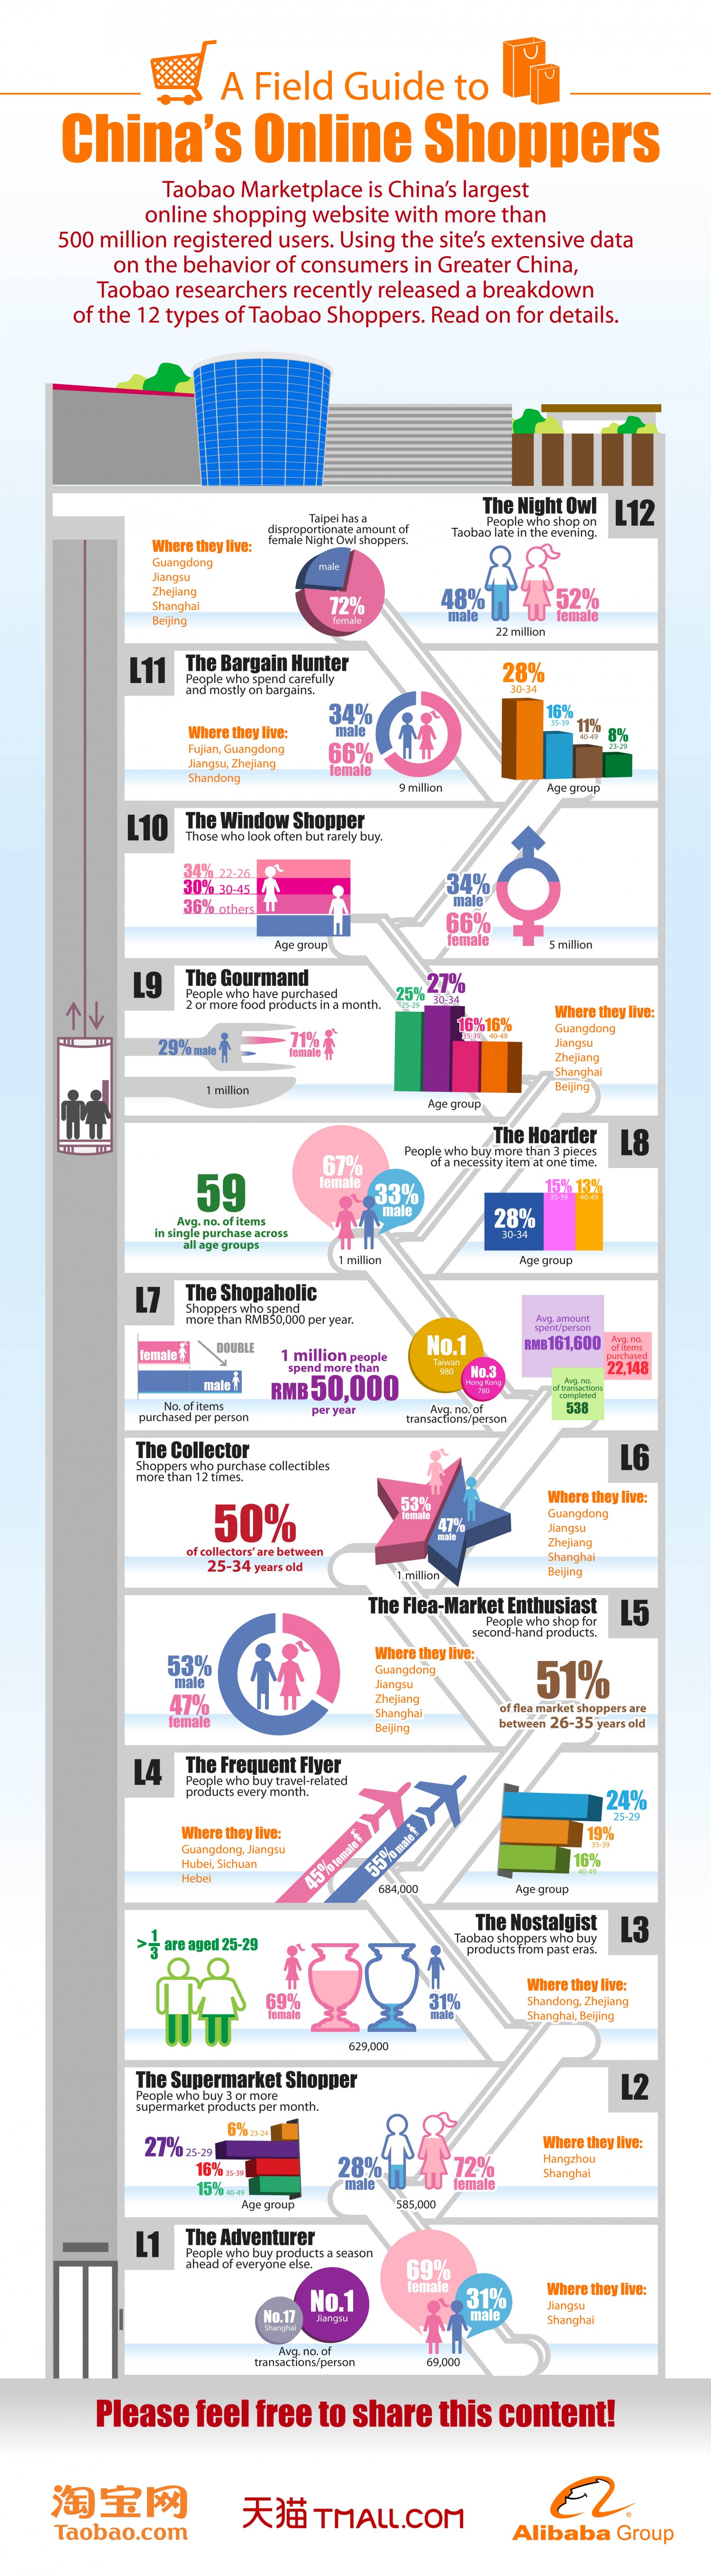 A Field Guide to
China's Online Shoppers
Taobao Marketplace is China's largest
online shopping website with more than
500 million registered users. Using the site's extensive data
on the behavior of consumers in Greater China,
Taobao researchers recently released a breakdown
of the 12 types of Taobao Shoppers. Read on for details.
The Night Owl
L12
People who shop on
Taobao late in the evening.
Taipei has a
disproportionate amount of
female Night Owl shoppers.
male
72%
female
Where they live:
Guangdong
Jiangsu
Zhejiang
Shanghai
Beijing
48%
male
52%
female
22 million
L11
The Bargain Hunter
People who spend carefully
and mostly on bargains.
Where they live:
Fujian, Guangdong
Jiangsu, Zhejiang
Shandong
34%
male
66%
female
9 million
28%
30-34
16%
35-39
11%
40-49
8%
23-29
Age group
L10
The Window Shopper
Those who look often but rarely buy.
34% 22-26
30% 30-45
36% others
Age group
34%
male
66%
female
5 million
L9
The Gourmand
People who have purchased
2 or more food products in a month.
29% male
71%
female
1 million
25%
25-29
27%
30-34
16%
35-39
16%
40-49
Age group
Where they live:
Guangdong
Jiangsu
Zhejiang
Shanghai
Beijing
The Hoarder
L8
People who buy more than 3 pieces
of a necessity item at one time.
59
Avg. no. of items
in single purchase across
all age groups
67%
female
33%
male
1 million
28%
30-34
15%
35-39
13%
40-49
Age group
L7
The Shopaholic
Shoppers who spend
more than RMB50,000 per year.
female
DOUBLE
male
No. of items
purchased per person
1 million people
spend more than
RMB 50,000
per year
No.1
Taiwan
980
No.3
Hong Kong
780
Avg. no. of
transactions/person
Avg. amount
spent/person
RMB161,600
Avg. no.
of items
purchased
22,148
Avg. no.
of transactions
completed
538
The Collector
L6
Shoppers who purchase collectibles
more than 12 times.
50%
of collectors' are between
25-34 years old
53%
female
47%
male
1 million
Where they live:
Guangdong
Jiangsu
Zhejiang
Shanghai
Beijing
The Flea-Market Enthusiast
L5
People who shop for
second-hand products.
53%
male
47%
female
Where they live:
Guangdong
Jiangsu
Zhejiang
Shanghai
Beijing
51%
of flea market shoppers are
between 26-35 years old
L4
The Frequent Flyer
People who buy travel-related
products every month.
Where they live:
Guangdong, Jiangsu
Hubei, Sichuan
Hebei
45% female
55% male
684,000
24%
25-29
19%
35-39
16%
40-49
Age group
The Nostalgist
L3
Taobao shoppers who buy
products from past eras.
>1/3 are aged 25-29
69%
female
31%
male
629,000
Where they live:
Shandong, Zhejiang
Shanghai, Beijing
The Supermarket Shopper
L2
People who buy 3 or more
supermarket products per month.
6% 23-24
27% 25-29
16% 35-39
15% 40-49
Age group
28%
male
72%
female
585,000
Where they live:
Hangzhou
Shanghai
L1
The Adventurer
People who buy products a season
ahead of everyone else.
No.17
Shanghai
No.1
Jiangsu
Avg. no. of
transactions/person
69%
female
31%
male
69,000
Where they live:
Jiangsu
Shanghai
Please feel free to share this content!
淘宝网
Taobao.com
天猫 TMALL.COM
Alibaba Group